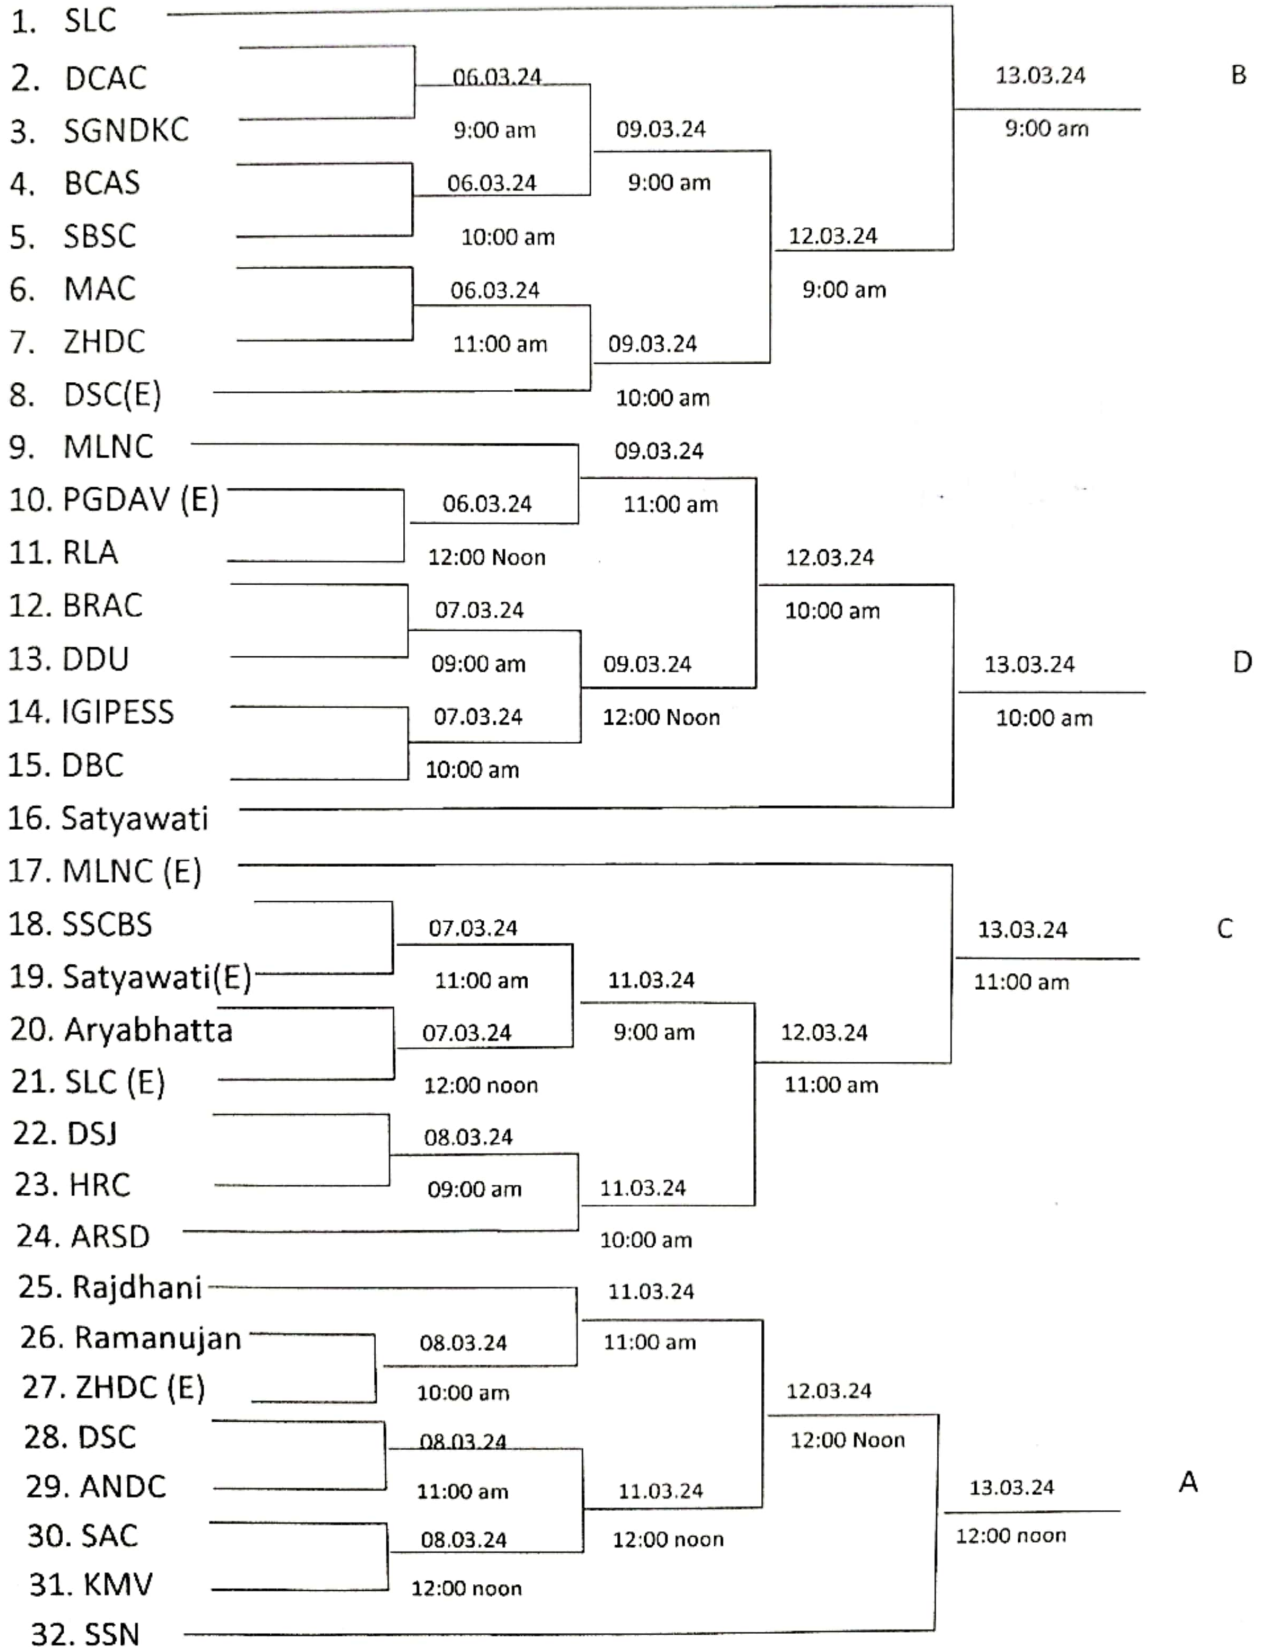 1. SLC
2. DCAC
06.03.24
13.03.24
B
3. SGNDKC
9:00 am
09.03.24
9:00 am
4. BCAS
06.03.24
9:00 am
5. SBSC
10:00 am
12.03.24
6. MAC
06.03.24
9:00 am
7. ZHDC
11:00 am
09.03.24
8. DSC(E)
10:00 am
9. MLNC
09.03.24
10. PGDAV (E)
06.03.24
11:00 am
11. RLA
12:00 Noon
12.03.24
12. BRAC
07.03.24
10:00 am
13. DDU
09:00 am
09.03.24
13.03.24
D
14. IGIPESS
07.03.24
12:00 Noon
10:00 am
15. DBC
10:00 am
16. Satyawati
17. MLNC (E)
18. SSCBS
07.03.24
13.03.24
C
19. Satyawati(E)
11:00 am
11.03.24
11:00 am
20. Aryabhatta
07.03.24
9:00 am
12.03.24
21. SLC (E)
12:00 noon
11:00 am
22. DSJ
08.03.24
23. HRC
09:00 am
11.03.24
24. ARSD
10:00 am
25. Rajdhani
11.03.24
26. Ramanujan
08.03.24
11:00 am
27. ZHDC (E)
10:00 am
12.03.24
28. DSC
08.03.24
12:00 Noon
29. ANDC
11:00 am
11.03.24
13.03.24
A
30. SAC
08.03.24
12:00 noon
12:00 noon
31. KMV
12:00 noon
32. SSN